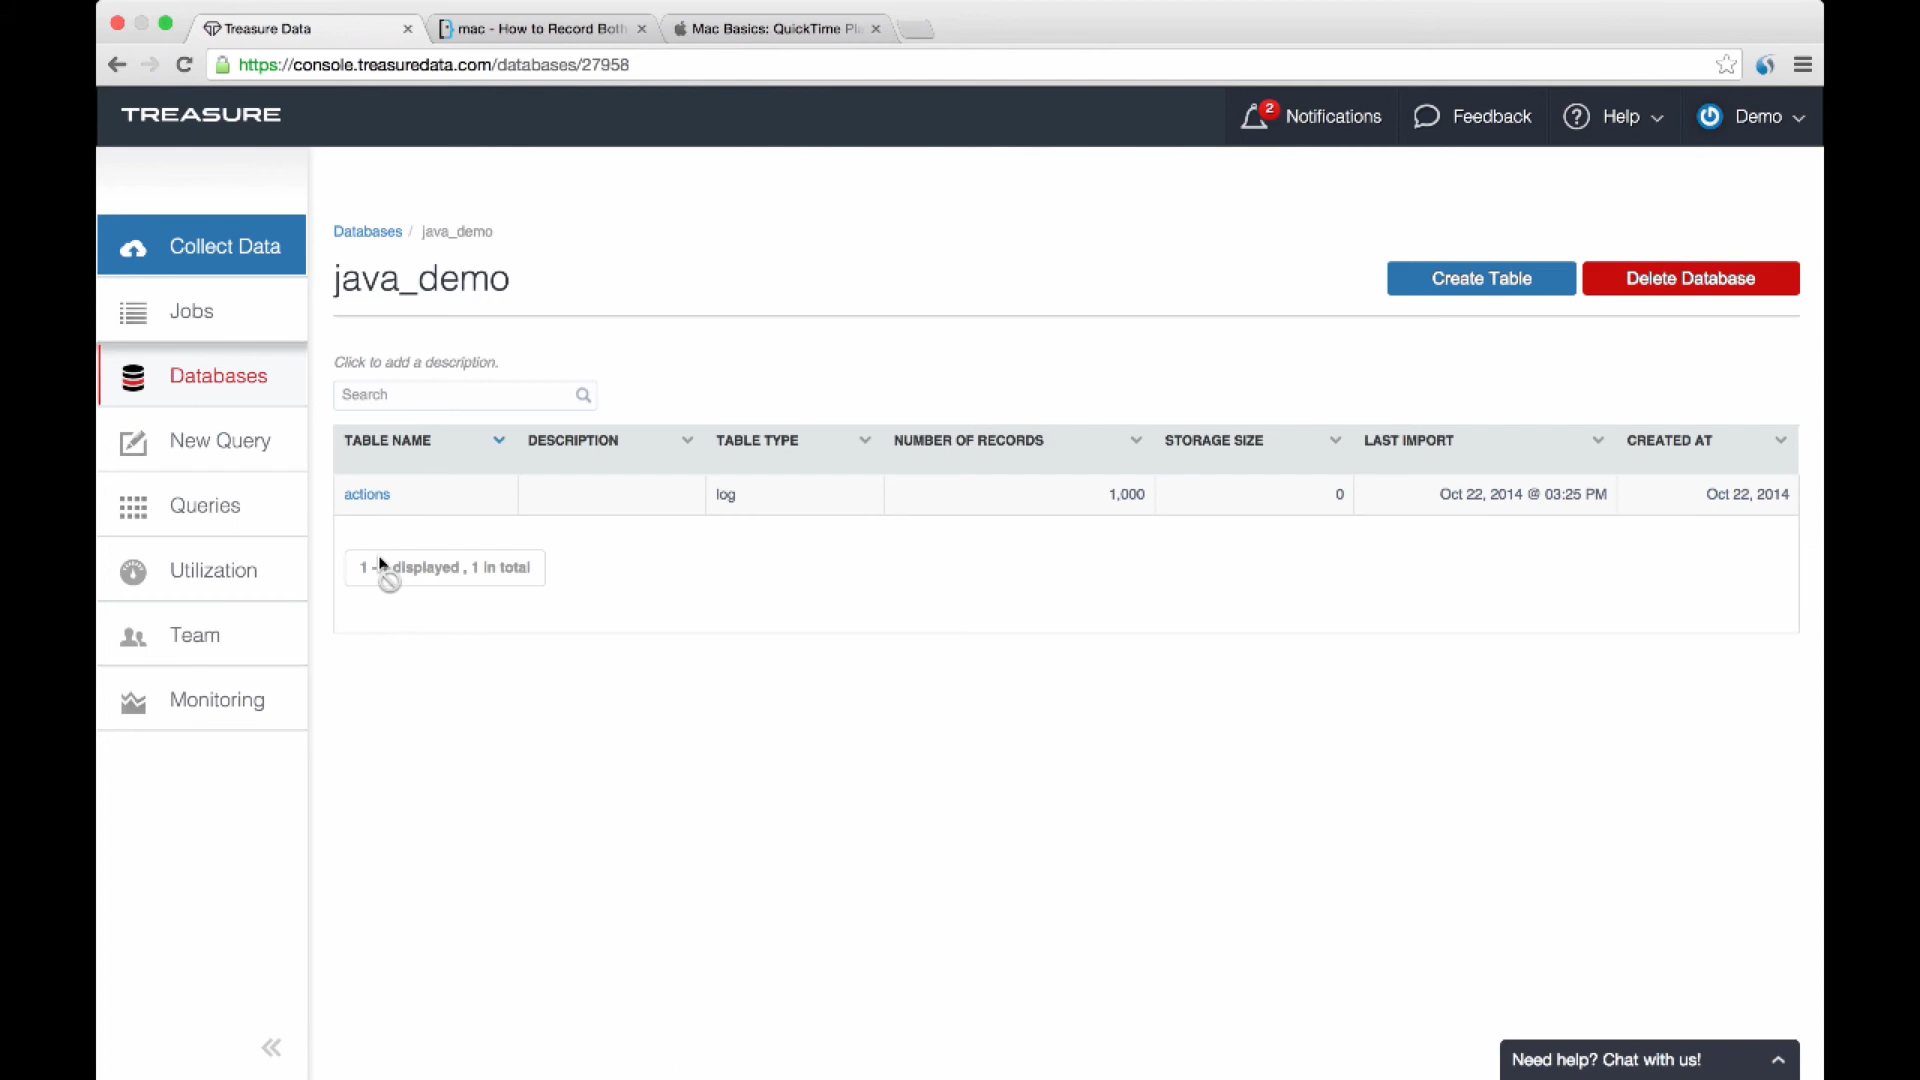 Treasure Data
mac - How to Record Both
Mac Basics: QuickTime Pla
https://console.treasuredata.com/databases/27958
TREASURE
2
Notifications
Feedback
Help
Demo
Collect Data
Jobs
Databases
New Query
Queries
Utilization
Team
Monitoring
Databases / java_demo
java_demo
Create Table
Delete Database
Click to add a description.
Search
TABLE NAME DESCRIPTION TABLE TYPE NUMBER OF RECORDS STORAGE SIZE LAST IMPORT CREATED AT
actions log 1,000 0 Oct 22, 2014 @ 03:25 PM Oct 22, 2014
1 - displayed , 1 in total
Need help? Chat with us!